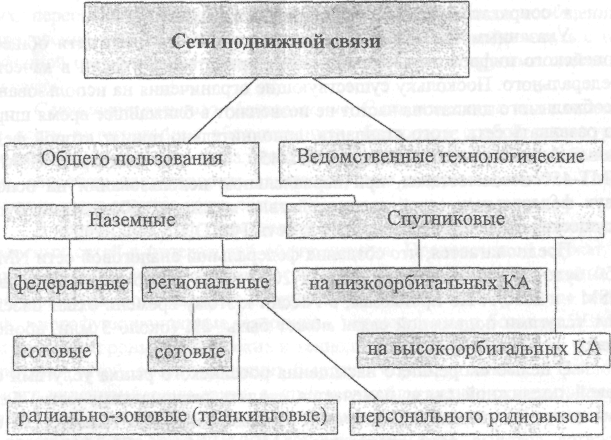 Сети подвижной связи
Общего пользования
Ведомственные технологические
Наземные
Спутниковые
федеральные
региональные
на низкоорбитальных КА
сотовые
сотовые
на высокоорбитальных КА
радиально-зоновые (транкинговые)
персонального радиовызова